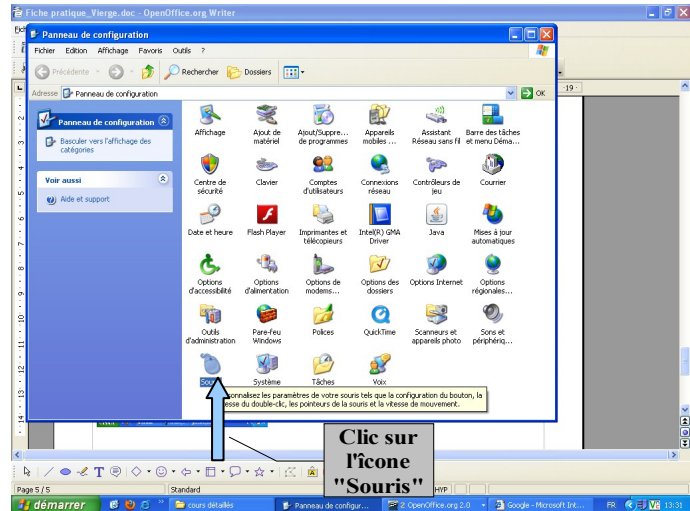 Fiche pratique_Vierge.doc - OpenOffice.org Writer
Panneau de configuration
Fichier Edition Affichage Favoris Outils ?
Précédente Rechercher Dossiers
Adresse Panneau de configuration OK
·19·
Panneau de configuration
Basculer vers l'affichage des
catégories
Voir aussi
Aide et support
Affichage
Ajout de
matériel
Ajout/Suppre...
de programmes
Appareils
mobiles ...
Assistant
Réseau sans fil
Barre des tâches
et menu Déma...
Centre de
sécurité
Clavier
Comptes
d'utilisateurs
Connexions
réseau
Contrôleurs de
jeu
Courrier
Date et heure
Flash Player
Imprimantes et
télécopieurs
Intel(R) GMA
Driver
Java
Mises à jour
automatiques
Options
d'accessibilité
Options
d'alimentation
Options de
modems...
Options des
dossiers
Options Internet
Options
régionales...
Outils
d'administration
Pare-feu
Windows
Polices
QuickTime
Scanneurs et
appareils photo
Sons et
périphériq...
Système
Tâches
Voix
onnalisez les paramètres de votre souris tels que la configuration du bouton, la
esse du double-clic, les pointeurs de la souris et la vitesse de mouvement.
Clic sur
l'îcone
"Souris"
Page 5 / 5 Standard HYP
démarrer cours détaillés Panneau de configur... 2 OpenOffice.org 2.0 Google - Microsoft Int... FR 13:31